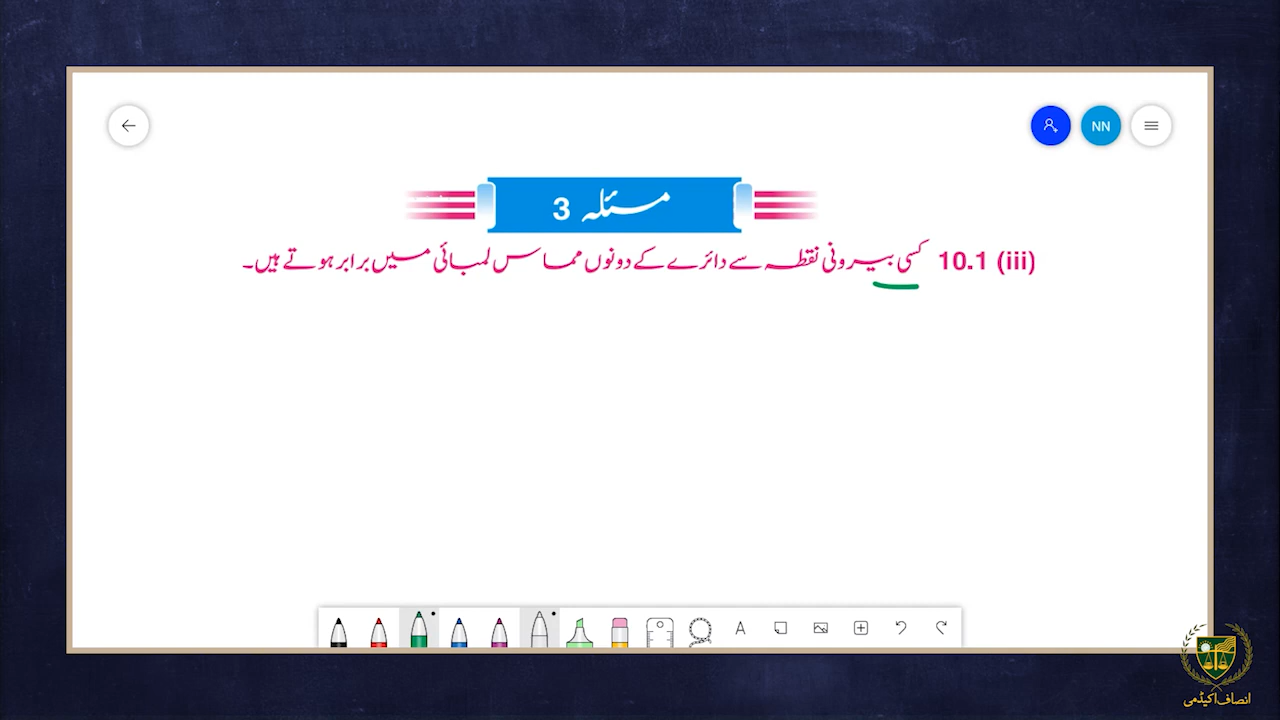 NN
مسئلہ 3
10.1 (iii) کسی بیرونی نقطہ سے دائرے کے دونوں مماس لمبائی میں برابر ہوتے ہیں۔
A
انصاف اکیڈمی